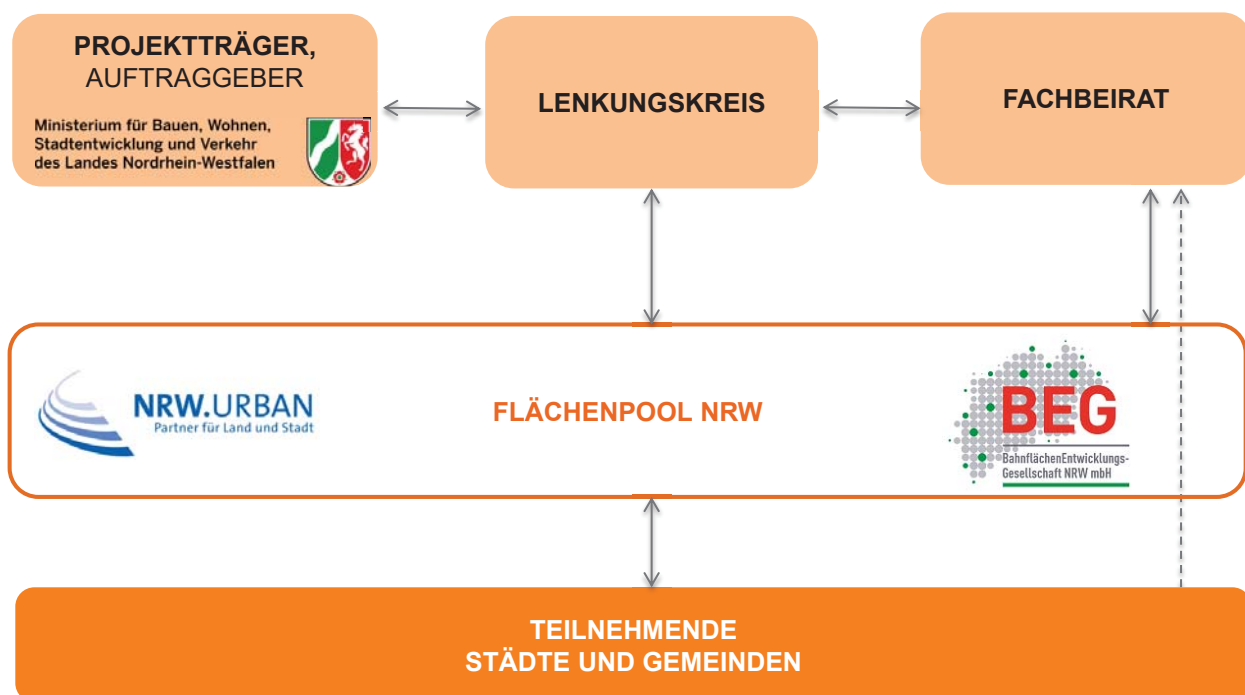 PROJEKTTRÄGER,
AUFTRAGGEBER
Ministerium für Bauen, Wohnen,
Stadtentwicklung und Verkehr
des Landes Nordrhein-Westfalen
LENKUNGSKREIS
FACHBEIRAT
NRW.URBAN
Partner für Land und Stadt
FLÄCHENPOOL NRW
BEG
BahnflächenEntwicklungs-
Gesellschaft NRW mbH
TEILNEHMENDE
STÄDTE UND GEMEINDEN